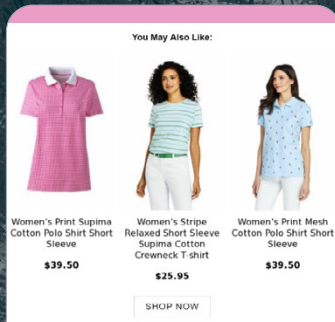 You May Also Like:
Women's Print Supima
Cotton Polo Shirt Short
Sleeve
$39.50
Women's Stripe
Relaxed Short Sleeve
Supima Cotton
Crewneck T-shirt
$25.95
Women's Print Mesh
Cotton Polo Shirt Short
Sleeve
$39.50
SHOP NOW